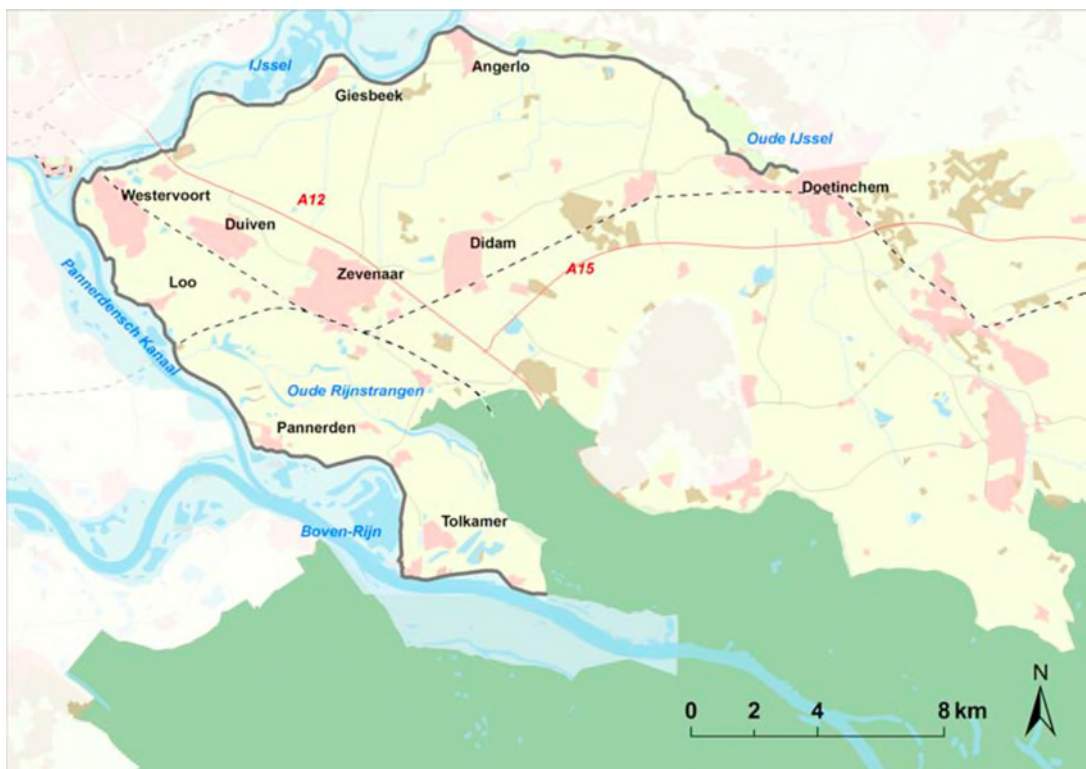 IJssel
Angerlo
Giesbeek
Oude IJssel
Westervoort
Doetinchem
A12
Duiven
Didam
Zevenaar
A15
Loo
Pannerdensch Kanaal
Oude Rijnstrangen
Pannerden
Tolkamer
Boven-Rijn
N
0 2 4 8 km